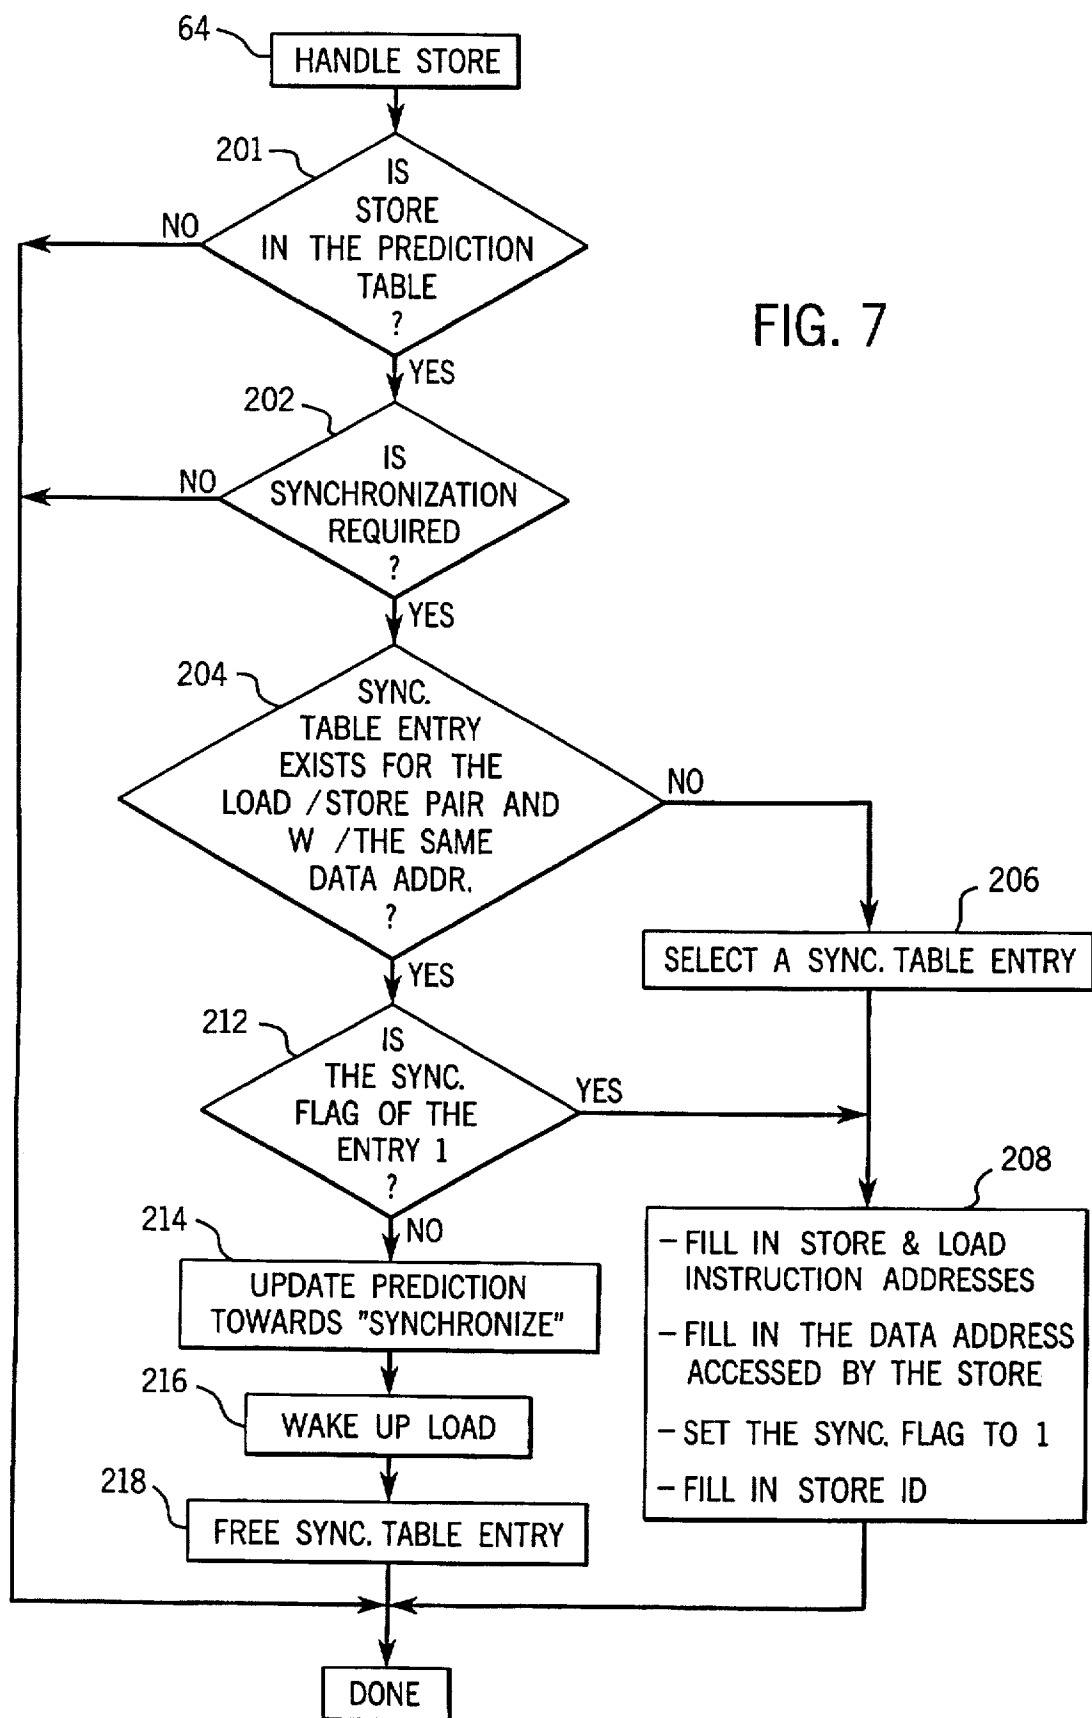 64
HANDLE STORE
201
IS
STORE
IN THE PREDICTION
TABLE
?
NO
FIG. 7
YES
202
IS
SYNCHRONIZATION
REQUIRED
?
NO
YES
204
SYNC.
TABLE ENTRY
EXISTS FOR THE
LOAD /STORE PAIR AND
W /THE SAME
DATA ADDR.
?
NO
206
SELECT A SYNC. TABLE ENTRY
YES
212
IS
THE SYNC.
FLAG OF THE
ENTRY 1
?
YES
208
- FILL IN STORE & LOAD
INSTRUCTION ADDRESSES
- FILL IN THE DATA ADDRESS
ACCESSED BY THE STORE
- SET THE SYNC. FLAG TO 1
- FILL IN STORE ID
NO
214
UPDATE PREDICTION
TOWARDS "SYNCHRONIZE"
216
WAKE UP LOAD
218
FREE SYNC. TABLE ENTRY
DONE